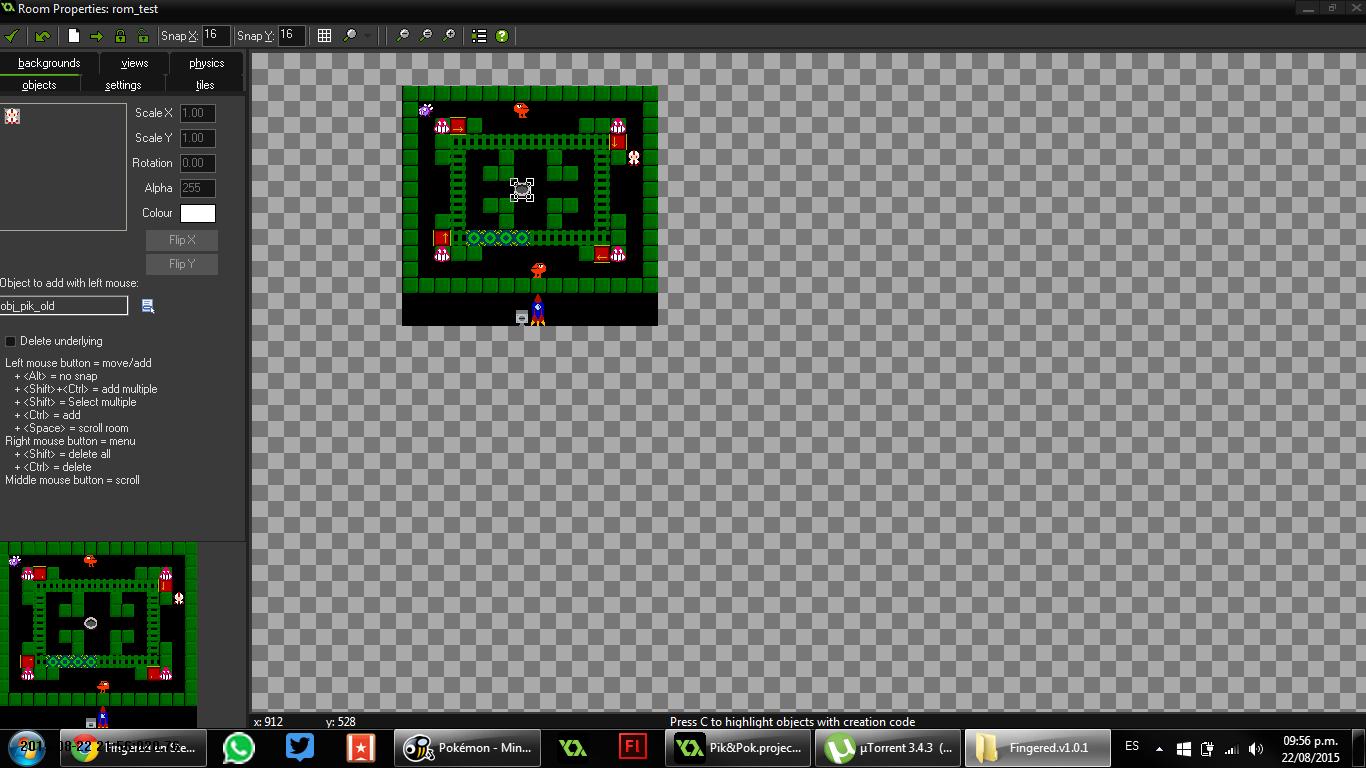 Room Properties: rom_test
Snap X: 16 Snap Y: 16
backgrounds views physics
objects settings tiles
Scale X 1.00
Scale Y 1.00
Rotation 0.00
Alpha 255
Colour
Flip X
Flip Y
Object to add with left mouse:
obj_pik_old
Delete underlying
Left mouse button = move/add
+ <Alt> = no snap
+ <Shift>+<Ctrl> = add multiple
+ <Shift> = Select multiple
+ <Ctrl> = add
+ <Space> = scroll room
Right mouse button = menu
+ <Shift> = delete all
+ <Ctrl> = delete
Middle mouse button = scroll
x: 912 y: 528 Press C to highlight objects with creation code
Pokémon - Min...
Fl
Pik&Pok.projec...
µTorrent 3.4.3 (...
Fingered.v1.0.1
ES
09:56 p.m.
22/08/2015